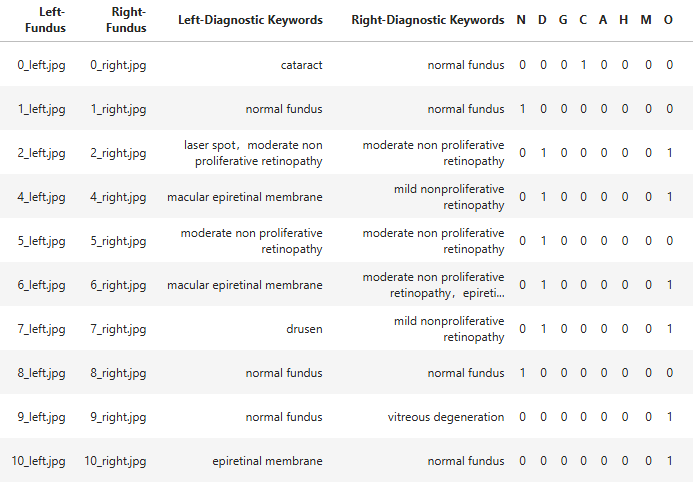 Left-Fundus Right-Fundus Left-Diagnostic Keywords Right-Diagnostic Keywords N D G C A H M O
0_left.jpg 0_right.jpg cataract normal fundus 0 0 0 1 0 0 0 0
1_left.jpg 1_right.jpg normal fundus normal fundus 1 0 0 0 0 0 0 0
2_left.jpg 2_right.jpg laser spot，moderate non proliferative retinopathy moderate non proliferative retinopathy 0 1 0 0 0 0 0 1
4_left.jpg 4_right.jpg macular epiretinal membrane mild nonproliferative retinopathy 0 1 0 0 0 0 0 1
5_left.jpg 5_right.jpg moderate non proliferative retinopathy moderate non proliferative retinopathy 0 1 0 0 0 0 0 0
6_left.jpg 6_right.jpg macular epiretinal membrane moderate non proliferative retinopathy，epireti... 0 1 0 0 0 0 0 1
7_left.jpg 7_right.jpg drusen mild nonproliferative retinopathy 0 1 0 0 0 0 0 1
8_left.jpg 8_right.jpg normal fundus normal fundus 1 0 0 0 0 0 0 0
9_left.jpg 9_right.jpg normal fundus vitreous degeneration 0 0 0 0 0 0 0 1
10_left.jpg 10_right.jpg epiretinal membrane normal fundus 0 0 0 0 0 0 0 1